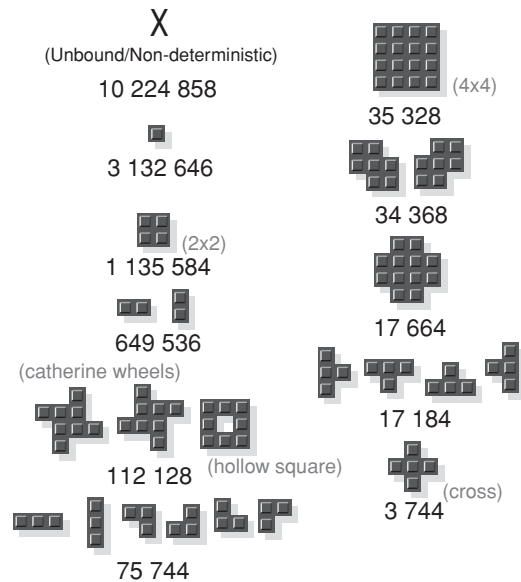 X
(Unbound/Non-deterministic)
10 224 858
3 132 646
(2x2)
1 135 584
649 536
(catherine wheels)
(hollow square)
112 128
75 744
(4x4)
35 328
34 368
17 664
17 184
(cross)
3 744